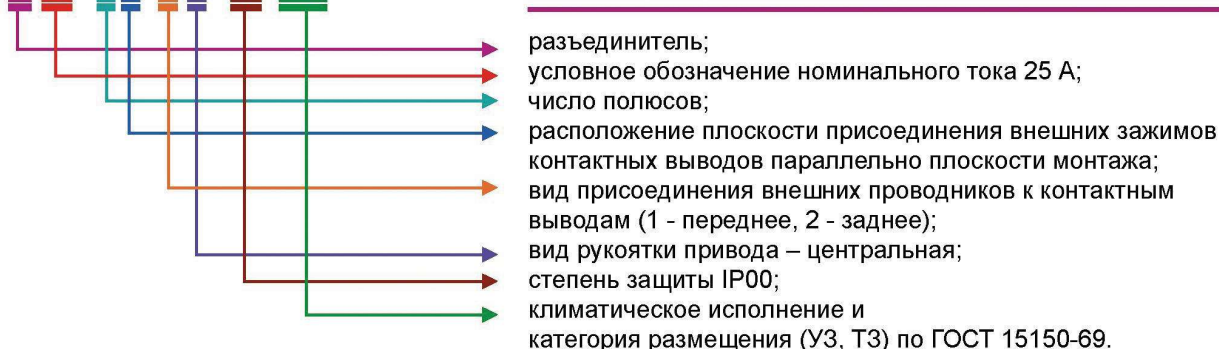 разъединитель;
условное обозначение номинального тока 25 А;
число полюсов;
расположение плоскости присоединения внешних зажимов
контактных выводов параллельно плоскости монтажа;
вид присоединения внешних проводников к контактным
выводам (1 - переднее, 2 - заднее);
вид рукоятки привода – центральная;
степень защиты IP00;
климатическое исполнение и
категория размещения (УЗ, ТЗ) по ГОСТ 15150-69.